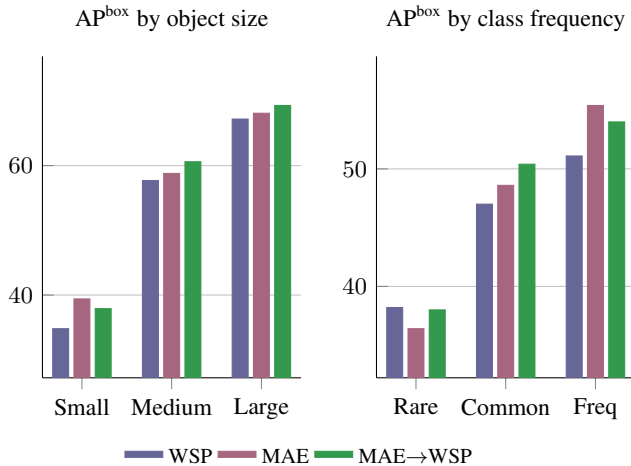 AP^box by object size
60
40
Small Medium Large
AP^box by class frequency
50
40
Rare Common Freq
WSP MAE MAE→WSP